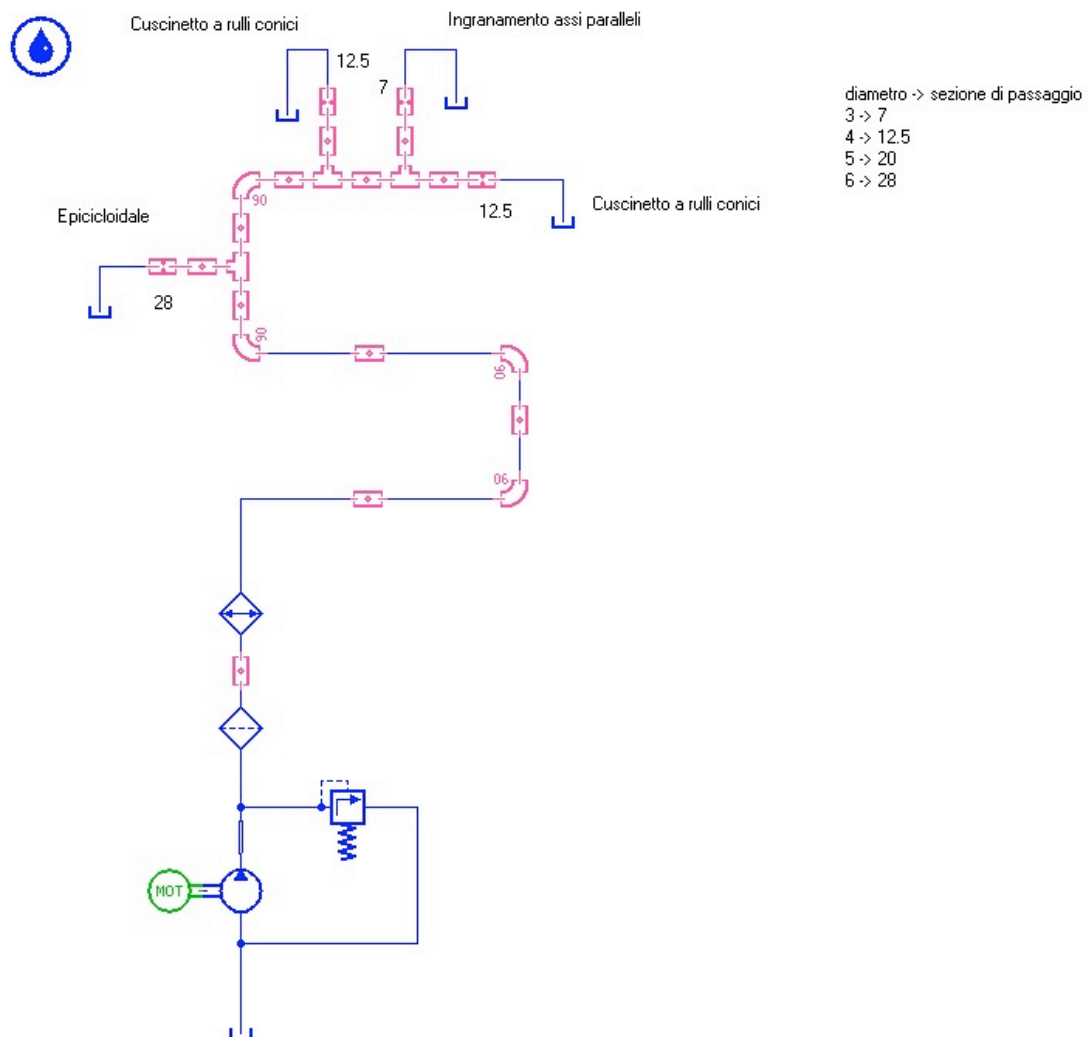 Cuscinetto a rulli conici
Ingranamento assi paralleli
12.5
7
diametro -> sezione di passaggio
3 -> 7
4 -> 12.5
5 -> 20
6 -> 28
90
12.5
Cuscinetto a rulli conici
Epicicloidale
28
90
90
90
MOT